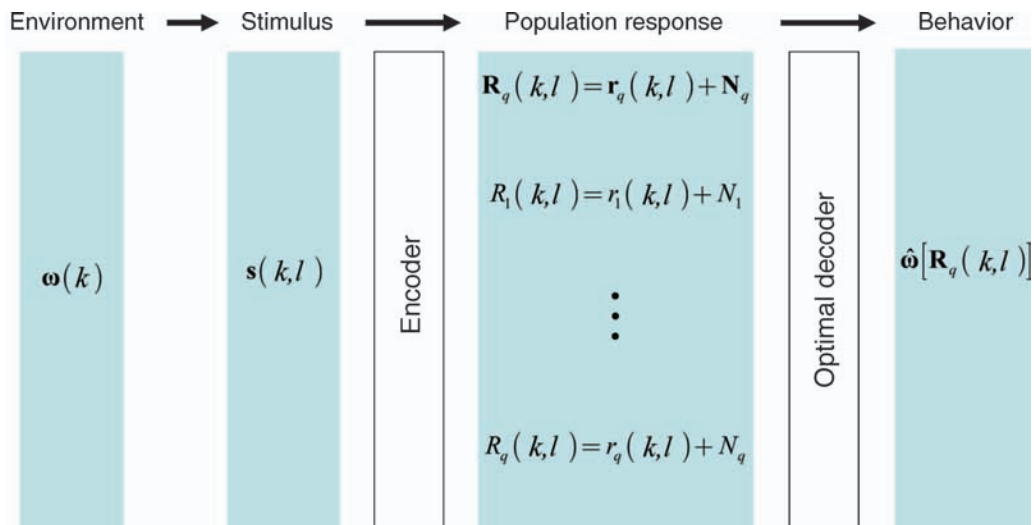 Environment Stimulus Population response Behavior
𝐑_q(k,l)=𝐫_q(k,l)+𝐍_q
R_1(k,l)=r_1(k,l)+N_1
𝛚(k) 𝐬(k,l) Encoder ⋮ Optimal decoder 𝛚̂[𝐑_q(k,l)]
R_q(k,l)=r_q(k,l)+N_q